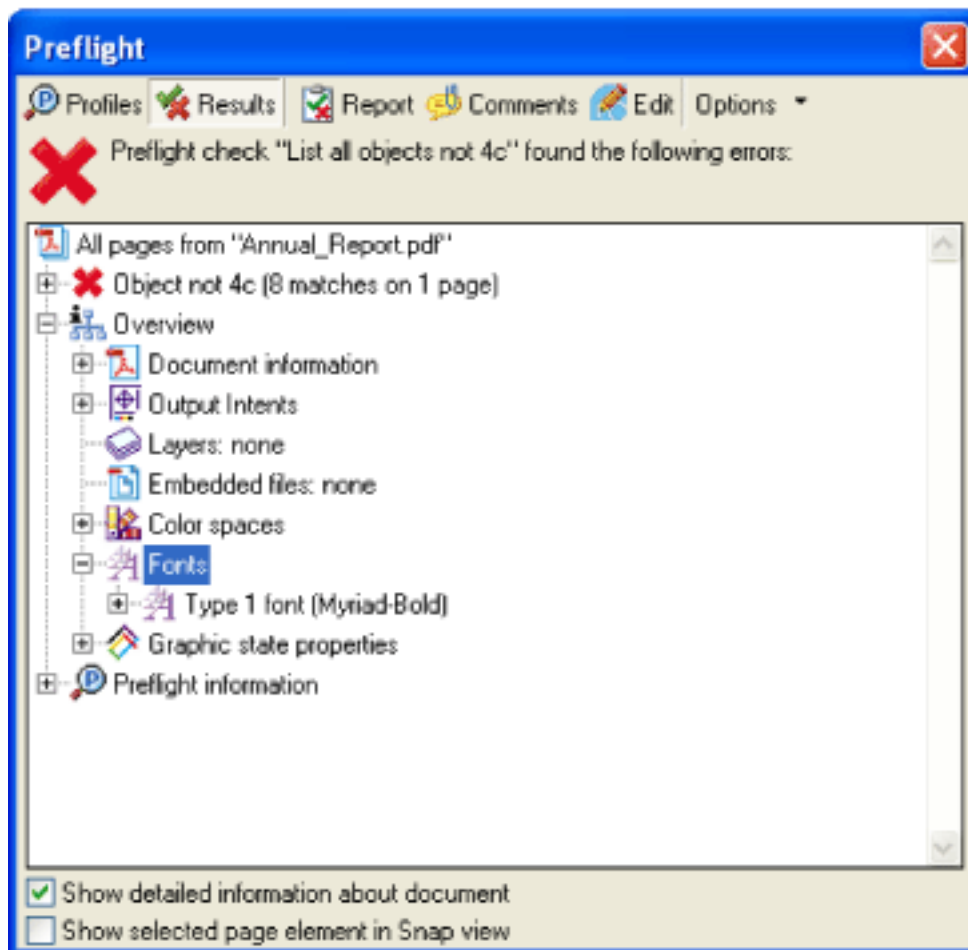 Preflight
Profiles Results Report Comments Edit Options
Preflight check "List all objects not 4c" found the following errors:
All pages from "Annual_Report.pdf"
Object not 4c (8 matches on 1 page)
Overview
Document information
Output Intents
Layers: none
Embedded files: none
Color spaces
Fonts
Type 1 font (Myriad-Bold)
Graphic state properties
Preflight information
Show detailed information about document
Show selected page element in Snap view